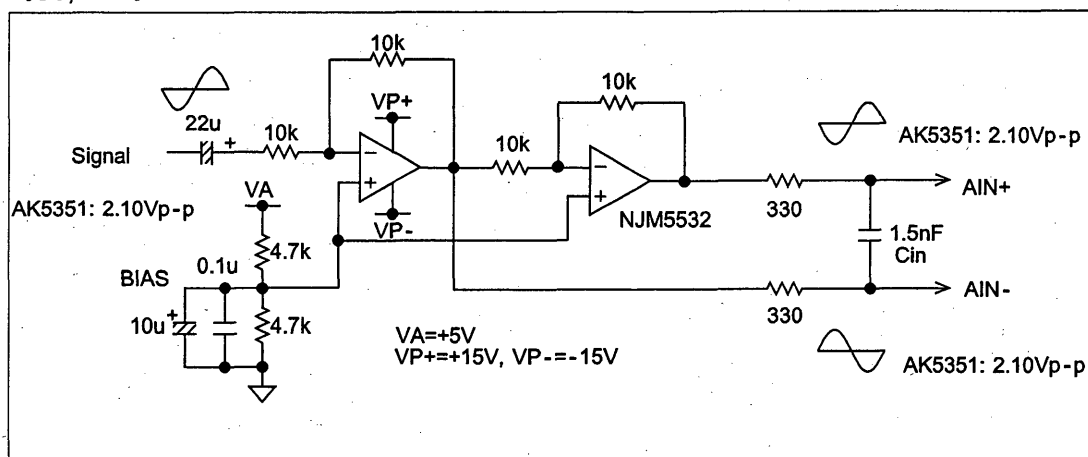 10k
10k
VP+
22u
+
10k
10k
Signal
AK5351: 2.10Vp-p
−
+
−
+
AIN+
VA
330
AK5351: 2.10Vp-p
VP-
NJM5532
1.5nF
Cin
4.7k
0.1u
BIAS
AIN-
+
10u
4.7k
330
VA=+5V
VP+=+15V, VP-=-15V
AK5351: 2.10Vp-p